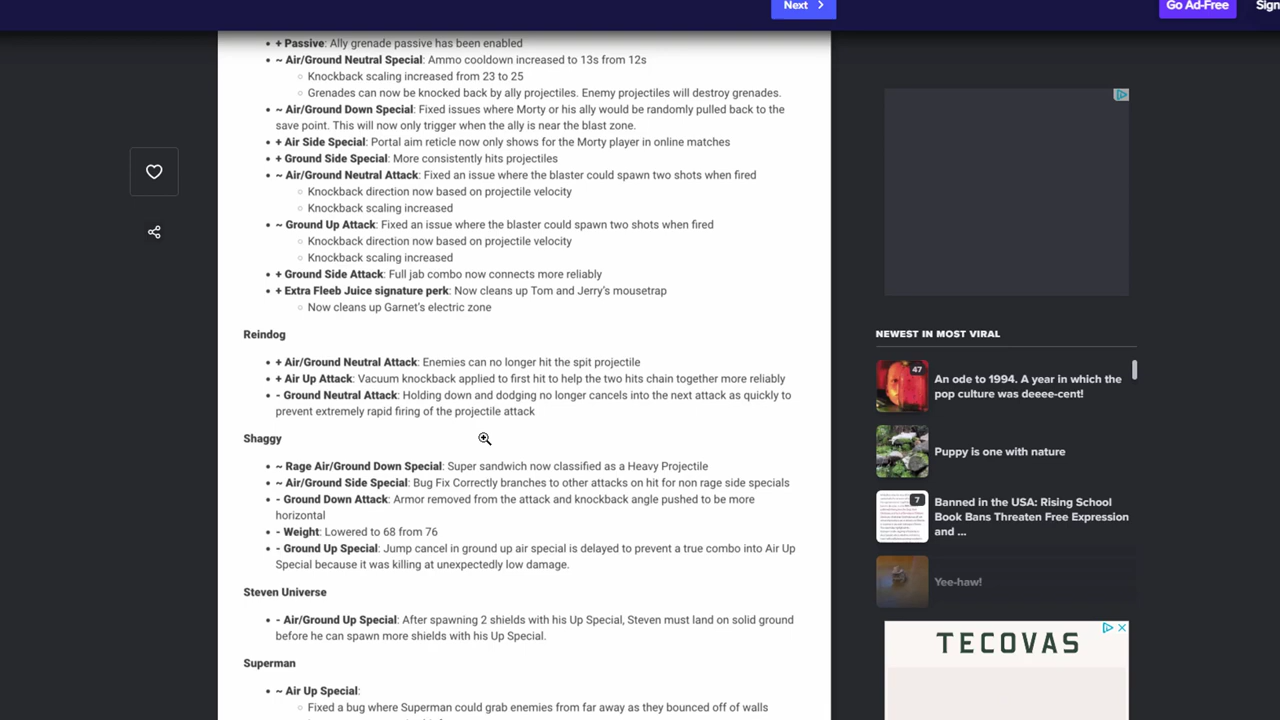 Next
Go Ad-Free
Sign
+ Passive: Ally grenade passive has been enabled
~ Air/Ground Neutral Special: Ammo cooldown increased to 13s from 12s
Knockback scaling increased from 23 to 25
Grenades can now be knocked back by ally projectiles. Enemy projectiles will destroy grenades.
~ Air/Ground Down Special: Fixed issues where Morty or his ally would be randomly pulled back to the
save point. This will now only trigger when the ally is near the blast zone.
+ Air Side Special: Portal aim reticle now only shows for the Morty player in online matches
+ Ground Side Special: More consistently hits projectiles
~ Air/Ground Neutral Attack: Fixed an issue where the blaster could spawn two shots when fired
Knockback direction now based on projectile velocity
Knockback scaling increased
~ Ground Up Attack: Fixed an issue where the blaster could spawn two shots when fired
Knockback direction now based on projectile velocity
Knockback scaling increased
+ Ground Side Attack: Full jab combo now connects more reliably
+ Extra Fleeb Juice signature perk: Now cleans up Tom and Jerry's mousetrap
Now cleans up Garnet's electric zone
Reindog
+ Air/Ground Neutral Attack: Enemies can no longer hit the spit projectile
+ Air Up Attack: Vacuum knockback applied to first hit to help the two hits chain together more reliably
- Ground Neutral Attack: Holding down and dodging no longer cancels into the next attack as quickly to
prevent extremely rapid firing of the projectile attack
Shaggy
~ Rage Air/Ground Down Special: Super sandwich now classified as a Heavy Projectile
~ Air/Ground Side Special: Bug Fix Correctly branches to other attacks on hit for non rage side specials
- Ground Down Attack: Armor removed from the attack and knockback angle pushed to be more
horizontal
- Weight: Lowered to 68 from 76
- Ground Up Special: Jump cancel in ground up air special is delayed to prevent a true combo into Air Up
Special because it was killing at unexpectedly low damage.
Steven Universe
- Air/Ground Up Special: After spawning 2 shields with his Up Special, Steven must land on solid ground
before he can spawn more shields with his Up Special.
Superman
~ Air Up Special:
Fixed a bug where Superman could grab enemies from far away as they bounced off of walls
NEWEST IN MOST VIRAL
47
An ode to 1994. A year in which the
pop culture was deeee-cent!
Puppy is one with nature
7
Banned in the USA: Rising School
Book Bans Threaten Free Expression
and ...
Yee-haw!
TECOVAS